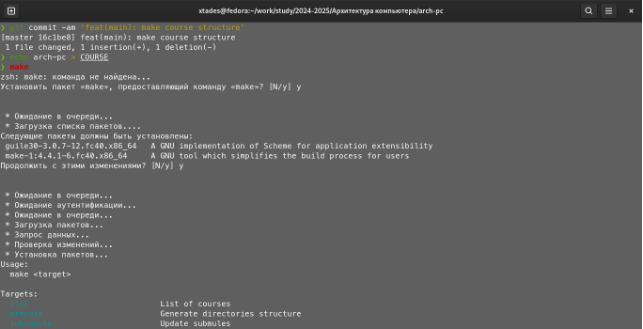 xtades@fedora:~/work/study/2024-2025/Архитектура компьютера/arch-pc
❯ git commit -am 'feat(main): make course structure'
[master 16c1be8] feat(main): make course structure
1 file changed, 1 insertion(+), 1 deletion(-)
❯ echo arch-pc > COURSE
❯ make
zsh: make: команда не найдена...
Установить пакет «make», предоставляющий команду «make»? [N/y] y
* Ожидание в очереди...
* Загрузка списка пакетов....
Следующие пакеты должны быть установлены:
guile30-3.0.7-12.fc40.x86_64 A GNU implementation of Scheme for application extensibility
make-1:4.4.1-6.fc40.x86_64 A GNU tool which simplifies the build process for users
Продолжить с этими изменениями? [N/y] y
* Ожидание в очереди...
* Ожидание аутентификации...
* Ожидание в очереди...
* Загрузка пакетов...
* Запрос данных...
* Проверка изменений...
* Установка пакетов...
Usage:
make <target>
Targets:
list List of courses
prepare Generate directories structure
submodule Update submules